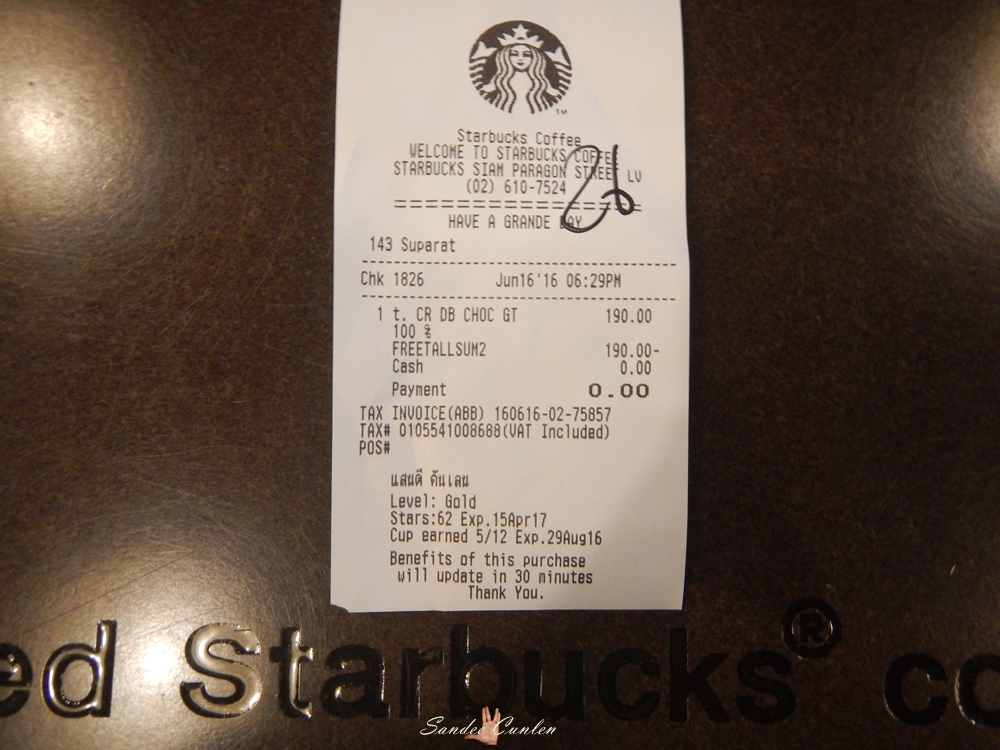 TM
Starbucks Coffee
WELCOME TO STARBUCKS COFFEE
STARBUCKS SIAM PARAGON STREET LV
(02) 610-7524
26
==========================
HAVE A GRANDE DAY
143 Suparat
Chk 1826 Jun16'16 06:29PM
1 t. CR DB CHOC GT 190.00
100 %
FREETALLSUM2 190.00-
Cash 0.00
Payment 0.00
TAX INVOICE(ABB) 160616-02-75857
TAX# 0105541008688(VAT Included)
POS#
แสนดี คันเลน
Level: Gold
Stars:62 Exp.15Apr17
Cup earned 5/12 Exp.29Aug16
Benefits of this purchase
will update in 30 minutes
Thank You.
ed Starbucks® co
Sandee Cunlen